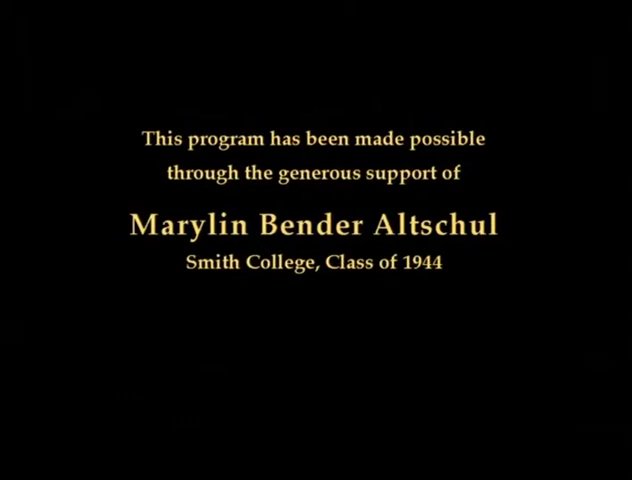 This program has been made possible
through the generous support of
Marylin Bender Altschul
Smith College, Class of 1944